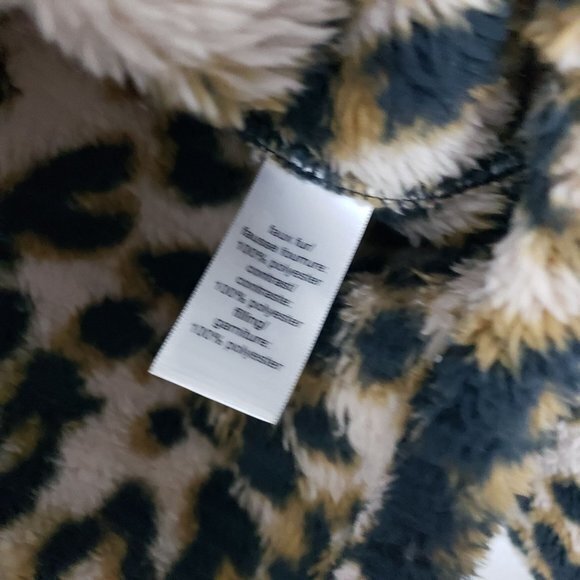 faux fur/
fausse fourrure:
100% polyester
contrast/
contraste:
100% polyester
filling/
garniture:
100% polyester